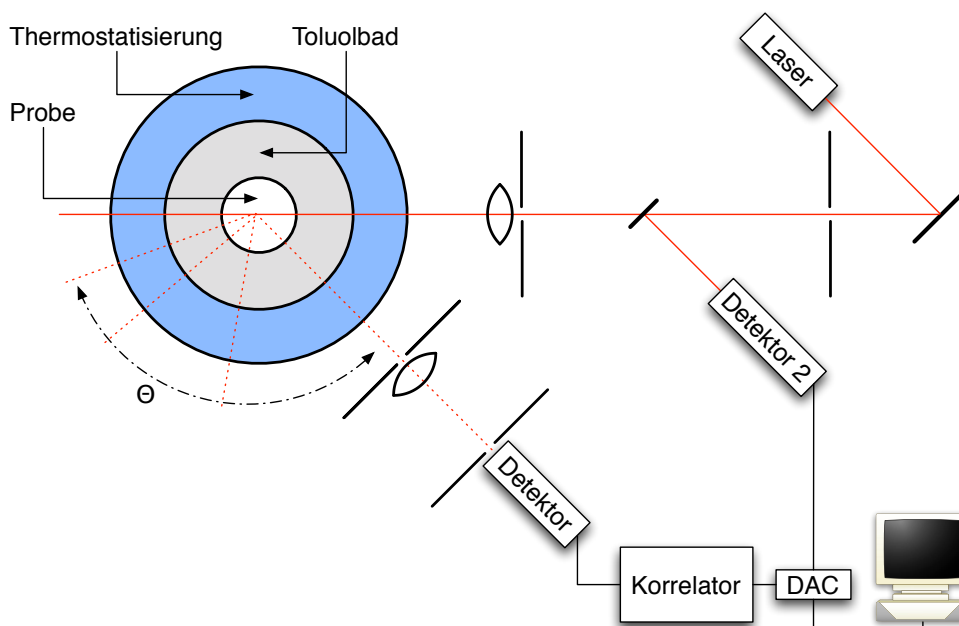 Thermostatisierung
Toluolbad
Laser
Probe
Detektor 2
Θ
Detektor
Korrelator
DAC